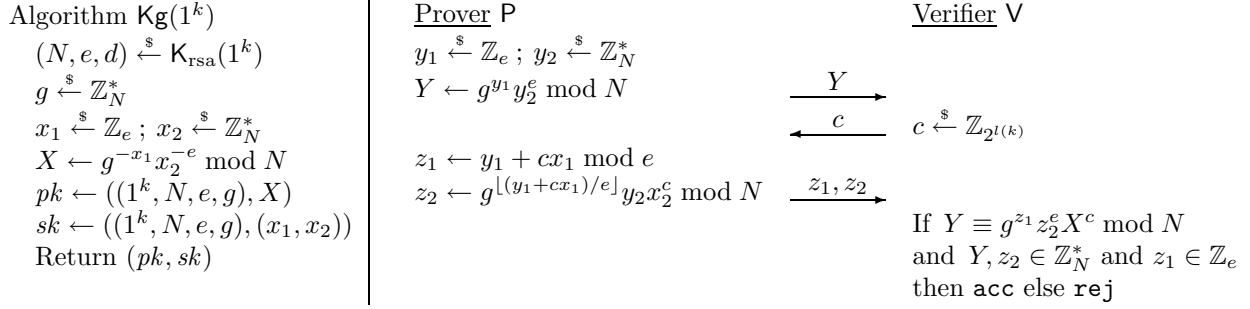 Algorithm Kg(1^k)
(N, e, d) ←$ K_rsa(1^k)
g ←$ ℤ*_N
x_1 ←$ ℤ_e ; x_2 ←$ ℤ*_N
X ← g^{−x_1} x_2^{−e} mod N
pk ← ((1^k, N, e, g), X)
sk ← ((1^k, N, e, g), (x_1, x_2))
Return (pk, sk)
Prover P
y_1 ←$ ℤ_e ; y_2 ←$ ℤ*_N
Y ← g^{y_1} y_2^e mod N
Y
c
z_1 ← y_1 + cx_1 mod e
z_2 ← g^{⌊(y_1+cx_1)/e⌋} y_2 x_2^c mod N
z_1, z_2
Verifier V
c ←$ ℤ_{2^{l(k)}}
If Y ≡ g^{z_1} z_2^e X^c mod N
and Y, z_2 ∈ ℤ*_N and z_1 ∈ ℤ_e
then acc else rej